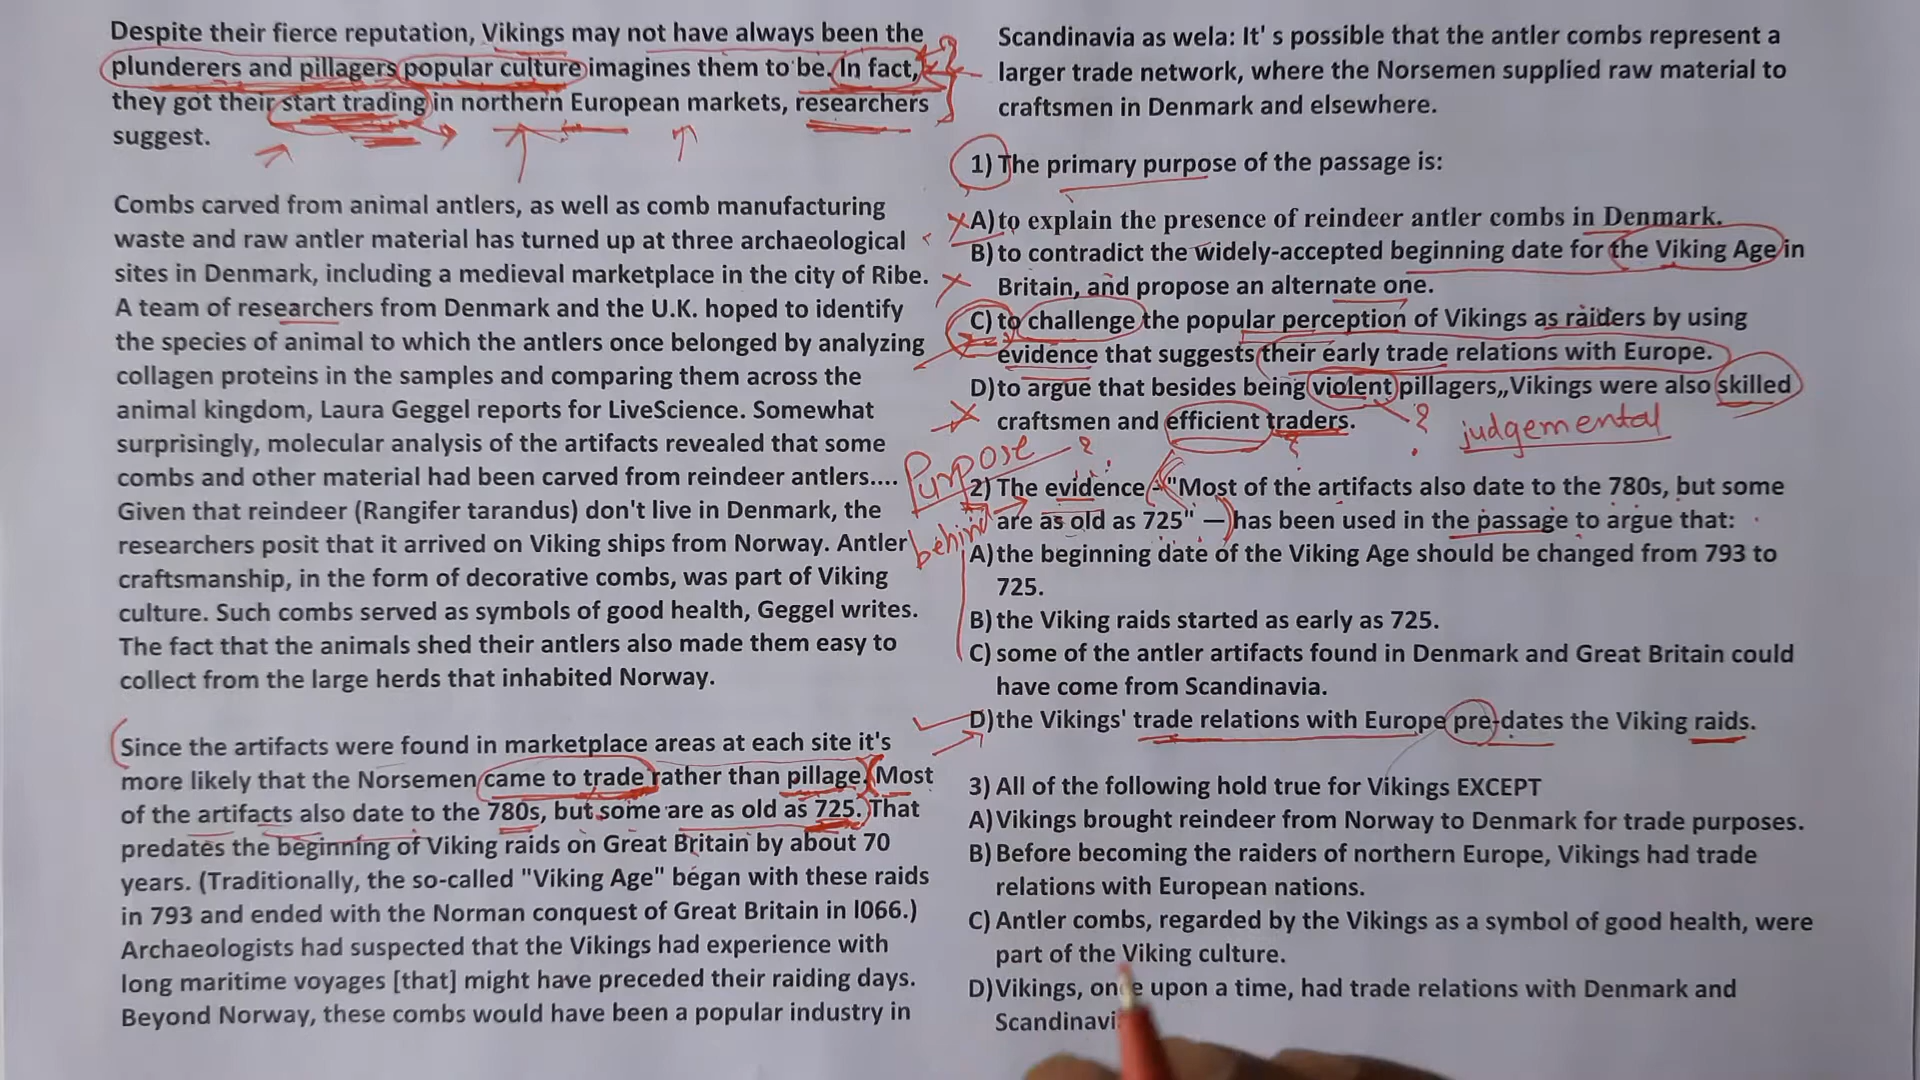 Despite their fierce reputation, Vikings may not have always been the
plunderers and pillagers popular culture imagines them to be. In fact,
they got their start trading in northern European markets, researchers
suggest.
Combs carved from animal antlers, as well as comb manufacturing
waste and raw antler material has turned up at three archaeological
sites in Denmark, including a medieval marketplace in the city of Ribe.
A team of researchers from Denmark and the U.K. hoped to identify
the species of animal to which the antlers once belonged by analyzing
collagen proteins in the samples and comparing them across the
animal kingdom, Laura Geggel reports for LiveScience. Somewhat
surprisingly, molecular analysis of the artifacts revealed that some
combs and other material had been carved from reindeer antlers....
Given that reindeer (Rangifer tarandus) don't live in Denmark, the
researchers posit that it arrived on Viking ships from Norway. Antler
craftsmanship, in the form of decorative combs, was part of Viking
culture. Such combs served as symbols of good health, Geggel writes.
The fact that the animals shed their antlers also made them easy to
collect from the large herds that inhabited Norway.
Since the artifacts were found in marketplace areas at each site it's
more likely that the Norsemen came to trade rather than pillage. Most
of the artifacts also date to the 780s, but some are as old as 725. That
predates the beginning of Viking raids on Great Britain by about 70
years. (Traditionally, the so-called "Viking Age" began with these raids
in 793 and ended with the Norman conquest of Great Britain in l066.)
Archaeologists had suspected that the Vikings had experience with
long maritime voyages [that] might have preceded their raiding days.
Beyond Norway, these combs would have been a popular industry in
Scandinavia as wela: It' s possible that the antler combs represent a
larger trade network, where the Norsemen supplied raw material to
craftsmen in Denmark and elsewhere.
1) The primary purpose of the passage is:
A) to explain the presence of reindeer antler combs in Denmark.
B) to contradict the widely-accepted beginning date for the Viking Age in
Britain, and propose an alternate one.
C) to challenge the popular perception of Vikings as raiders by using
evidence that suggests their early trade relations with Europe.
D) to argue that besides being violent pillagers,,Vikings were also skilled
craftsmen and efficient traders.
judgemental
Purpose
behind
2) The evidence - "Most of the artifacts also date to the 780s, but some
are as old as 725" — has been used in the passage to argue that:
A) the beginning date of the Viking Age should be changed from 793 to
725.
B) the Viking raids started as early as 725.
C) some of the antler artifacts found in Denmark and Great Britain could
have come from Scandinavia.
D) the Vikings' trade relations with Europe pre-dates the Viking raids.
3) All of the following hold true for Vikings EXCEPT
A) Vikings brought reindeer from Norway to Denmark for trade purposes.
B) Before becoming the raiders of northern Europe, Vikings had trade
relations with European nations.
C) Antler combs, regarded by the Vikings as a symbol of good health, were
part of the Viking culture.
D) Vikings, once upon a time, had trade relations with Denmark and
Scandinavi